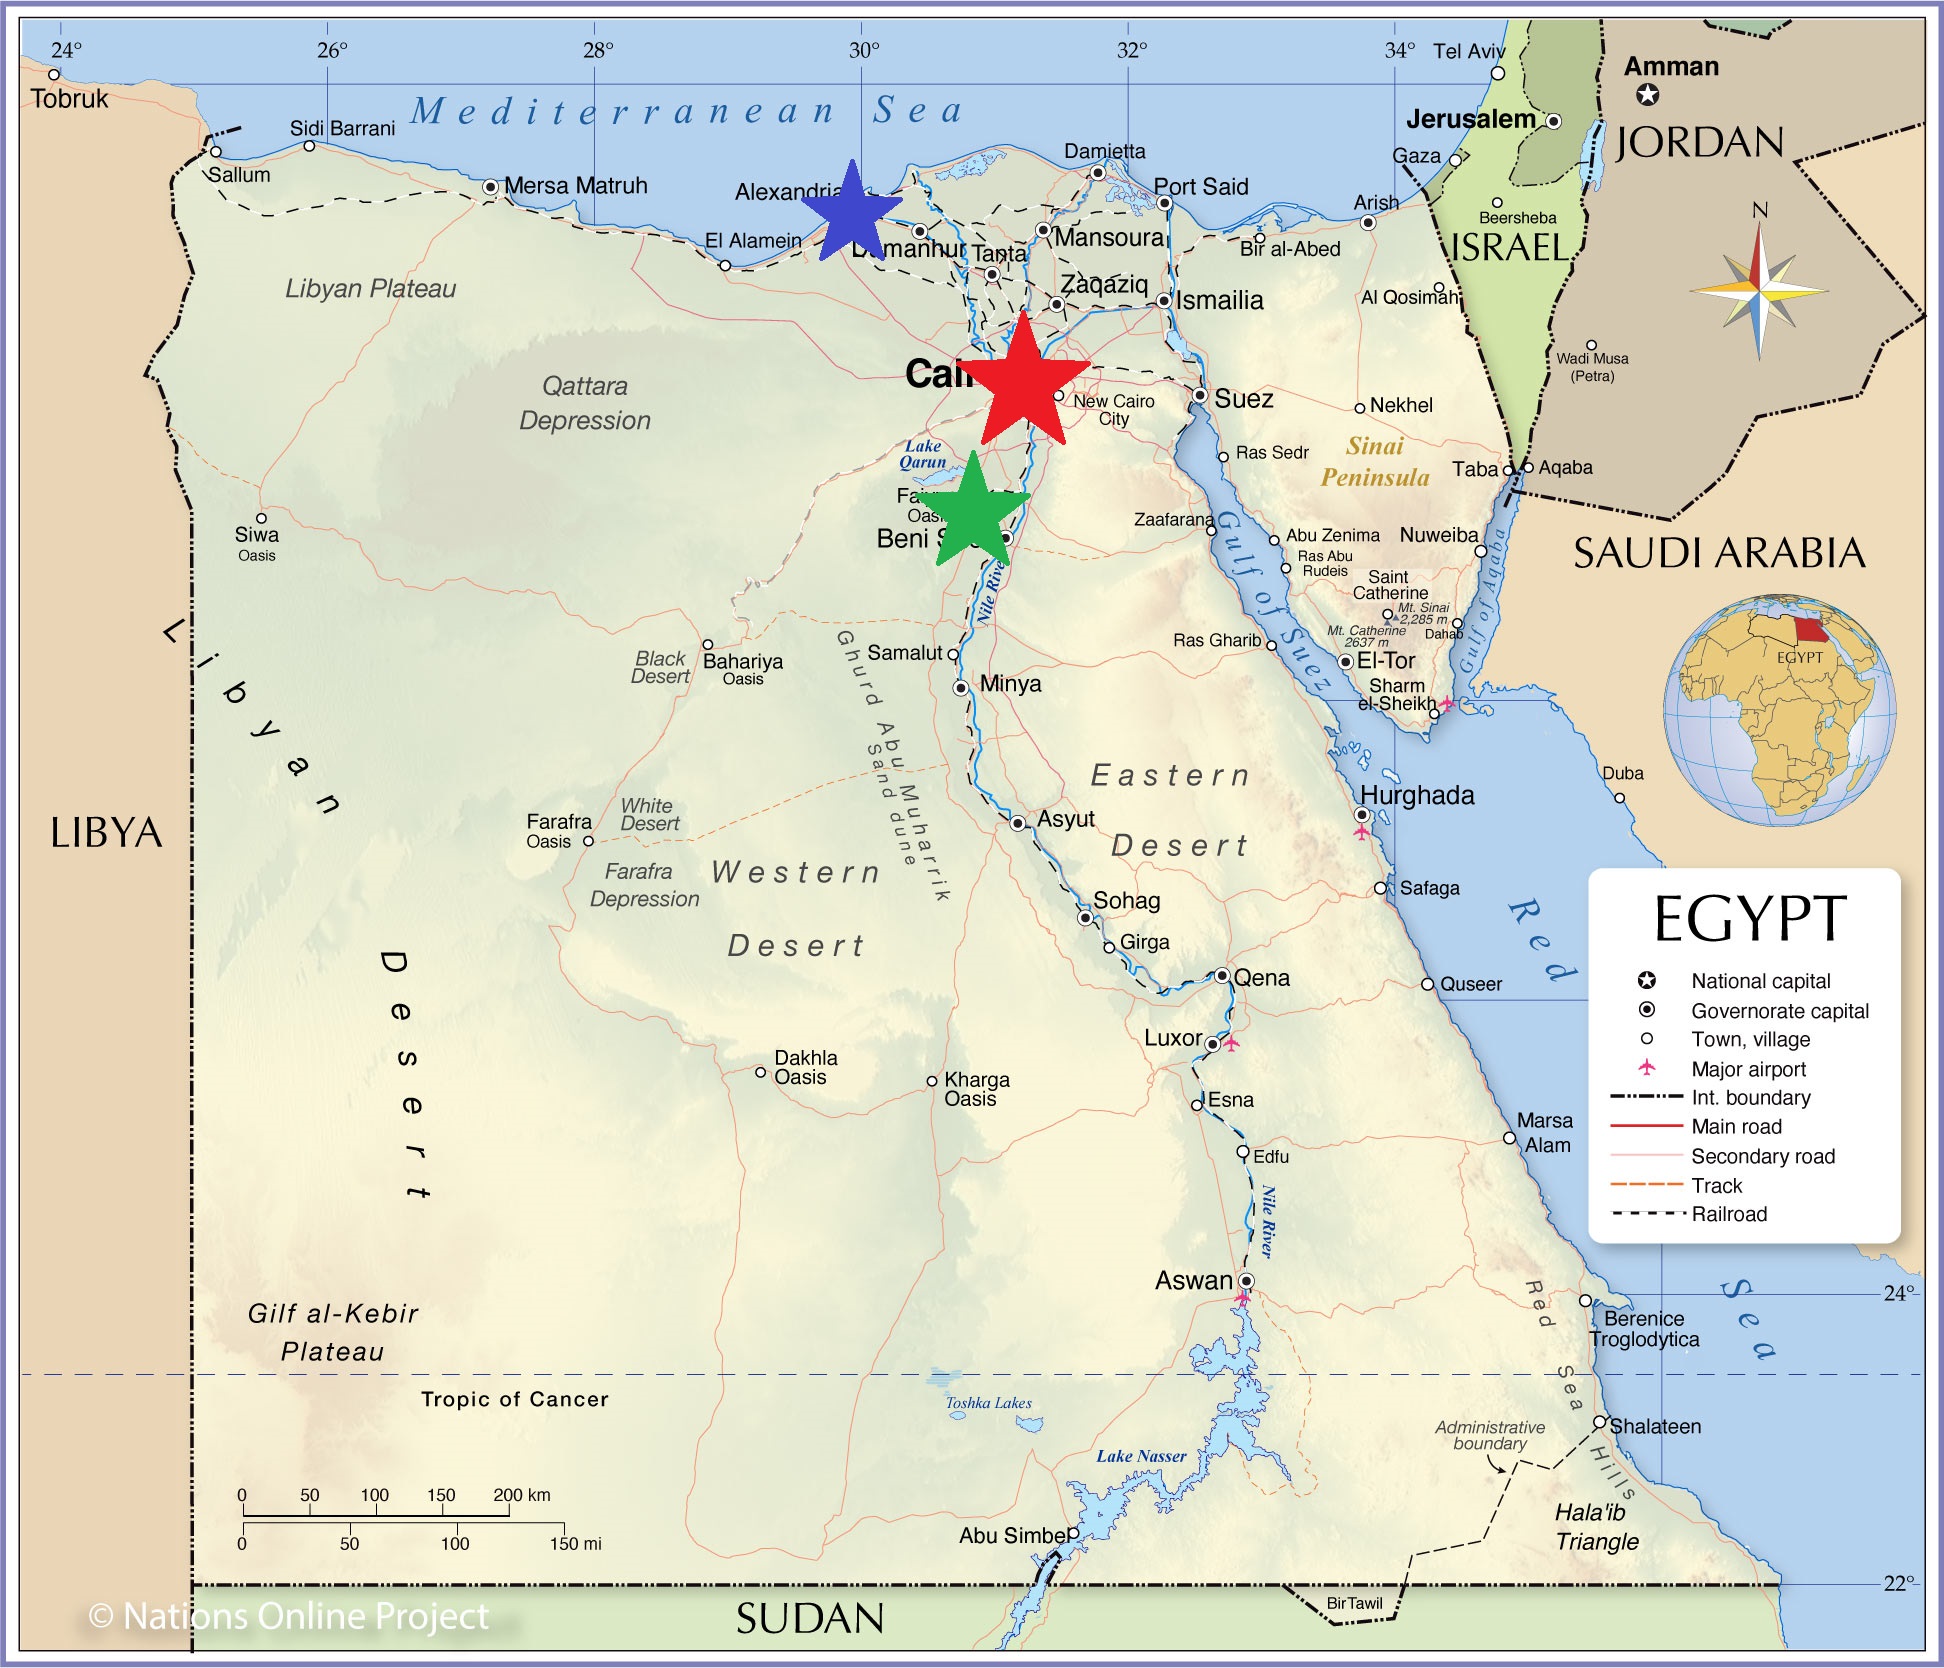 24°
26°
28°
30°
32°
34°
Tel Aviv
Amman
Tobruk
Mediterranean Sea
Sidi Barrani
Jerusalem
JORDAN
Damietta
Gaza
Sallum
Mersa Matruh
Alexandria
Port Said
Arish
Beersheba
N
El Alamein
manhur
Tanta
Mansoura
Bir al-Abed
ISRAEL
Libyan Plateau
Zaqaziq
Ismailia
Al Qosimah
Wadi Musa
(Petra)
Qattara
Depression
New Cairo
City
Suez
Nekhel
Lake
Qarun
Ras Sedr
Sinai
Peninsula
Taba
Aqaba
Siwa
Oasis
Beni
Zaafarana
Gulf of Suez
Abu Zenima
Ras Abu
Rudeis
Nuweiba
Gulf of Aqaba
SAUDI ARABIA
Saint
Catherine
Mt. Sinai
2,285 m
Mt. Catherine
2637 m
Dahab
Nile River
Libyan Desert
Samalut
Ras Gharib
El-Tor
EGYPT
Black
Desert
Bahariya
Oasis
Ghurd Abu Muharrik
Sand dune
Minya
Sharm
el-Sheikh
Eastern
Desert
Duba
Hurghada
LIBYA
Farafra
Oasis
White
Desert
Asyut
Farafra
Depression
Western
Desert
Safaga
Sohag
Girga
Red Sea
Qena
Quseer
Luxor
Dakhla
Oasis
Kharga
Oasis
Esna
Marsa
Alam
Edfu
Nile River
Aswan
EGYPT
National capital
Governorate capital
Town, village
Major airport
Int. boundary
Main road
Secondary road
Track
Railroad
24°
Berenice
Troglodytica
Red Sea Hills
Gilf al-Kebir
Plateau
Tropic of Cancer
Toshka Lakes
Lake Nasser
Administrative
boundary
Shalateen
0 50 100 150 200 km
0 50 100 150 mi
Abu Simbel
Hala'ib
Triangle
22°
Bir Tawil
SUDAN
© Nations Online Project